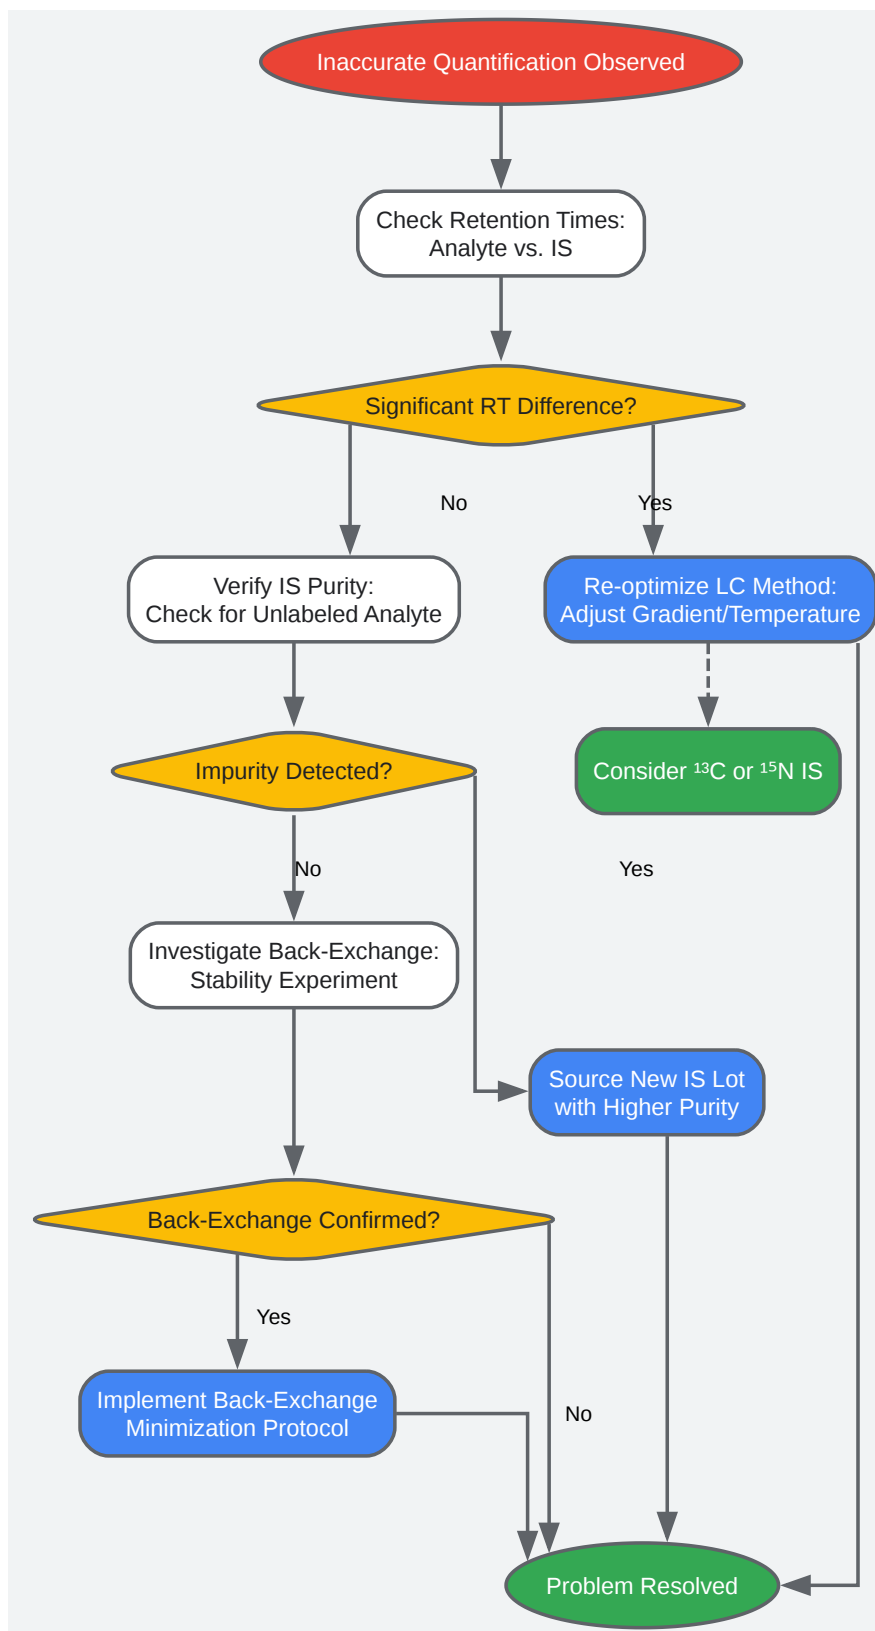 Inaccurate Quantification Observed
Check Retention Times:
Analyte vs. IS
Significant RT Difference?
No
Yes
Verify IS Purity:
Check for Unlabeled Analyte
Re-optimize LC Method:
Adjust Gradient/Temperature
Impurity Detected?
Consider ¹³C or ¹⁵N IS
No
Yes
Investigate Back-Exchange:
Stability Experiment
Source New IS Lot
with Higher Purity
Back-Exchange Confirmed?
Yes
Implement Back-Exchange
Minimization Protocol
No
Problem Resolved